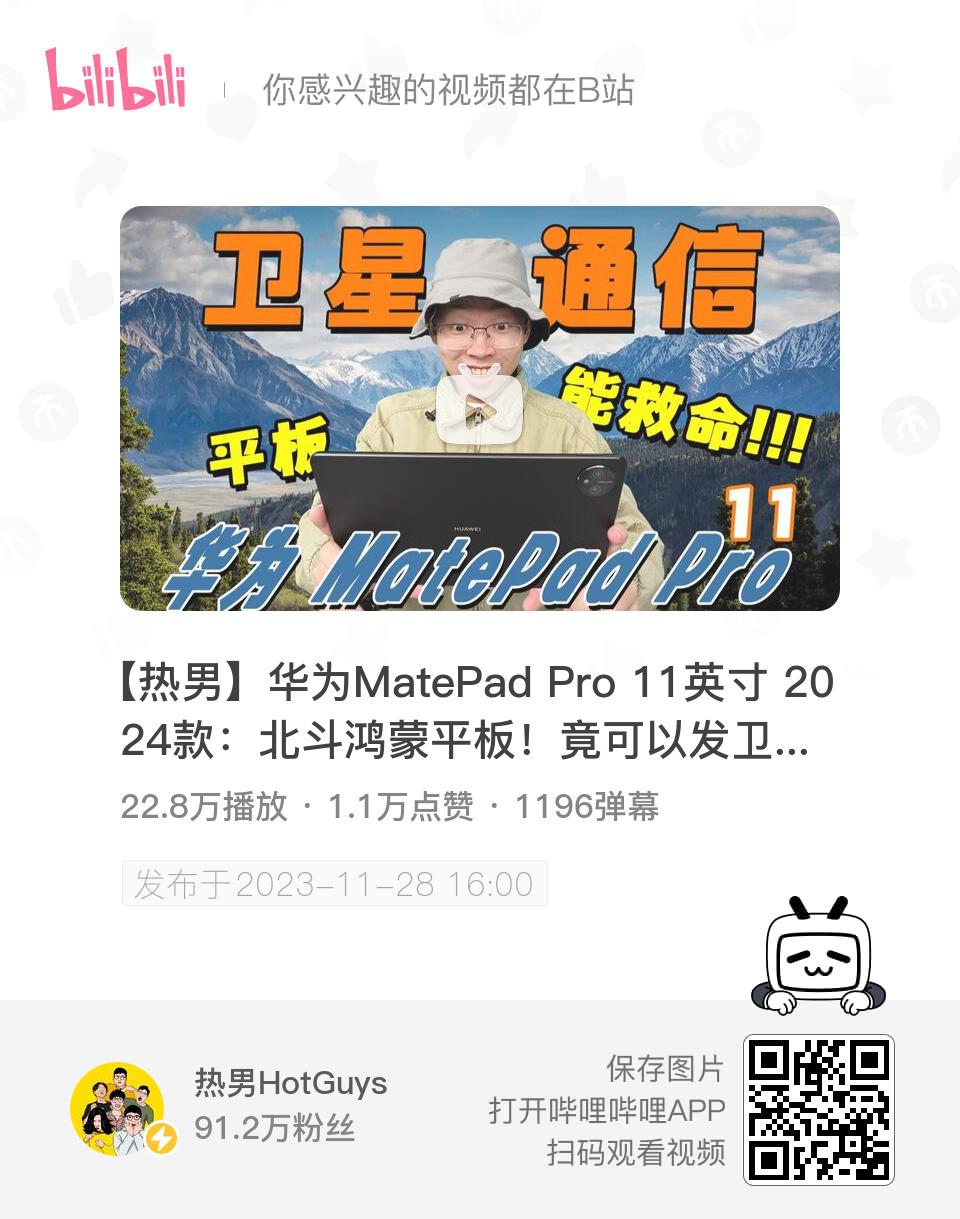 bilibili
你感兴趣的视频都在B站
卫星通信
平板
能救命!!!
HUAWEI
11
华为 MatePad Pro
【热男】华为MatePad Pro 11英寸 20
24款：北斗鸿蒙平板！竟可以发卫...
22.8万播放 · 1.1万点赞 · 1196弹幕
发布于2023-11-28 16:00
热男HotGuys
91.2万粉丝
保存图片
打开哔哩哔哩APP
扫码观看视频